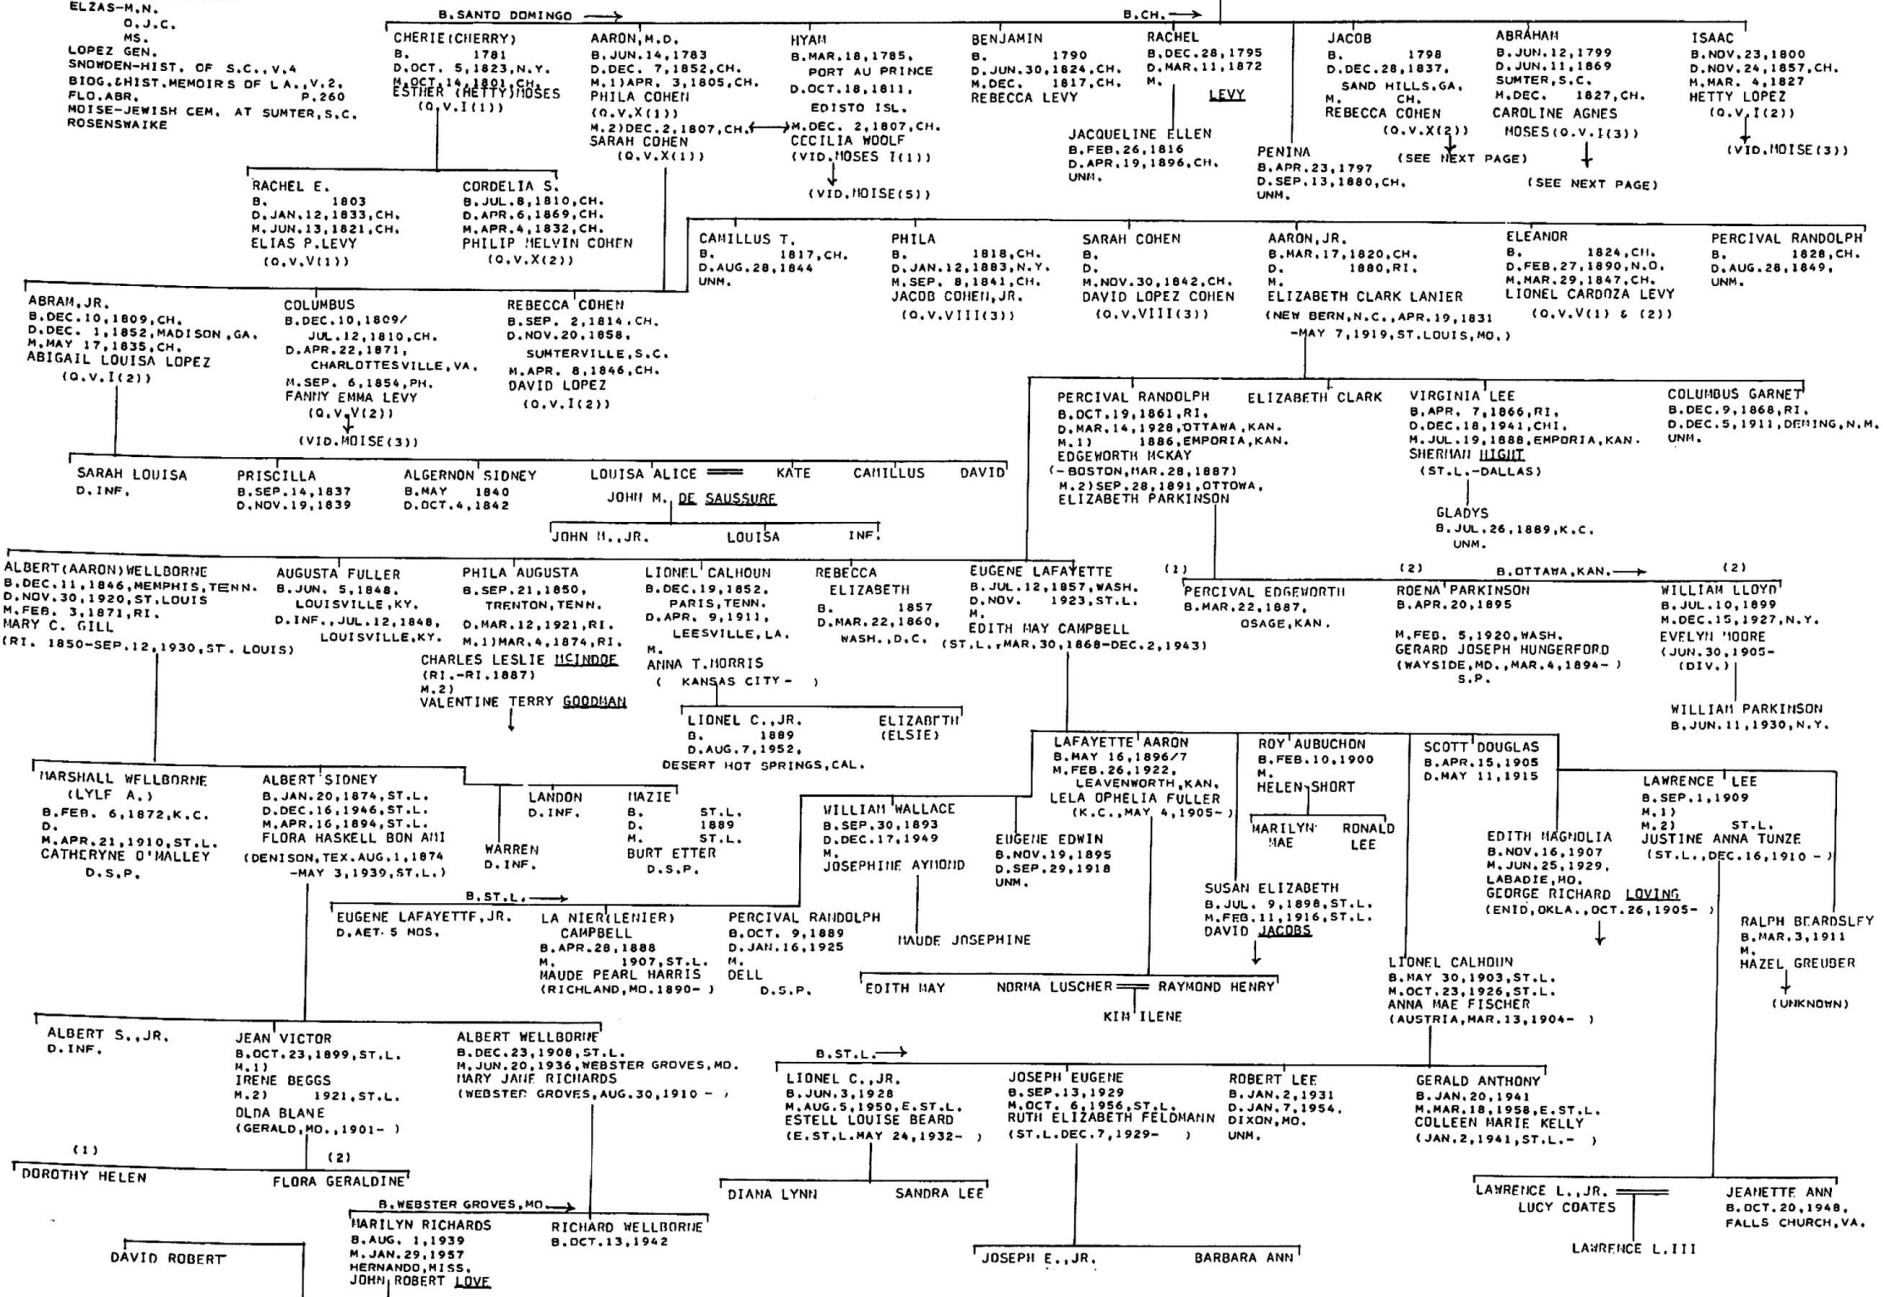 ELZAS-M.N.
O.J.C.
MS.
LOPEZ GEN.
SNOWDEN-HIST. OF S.C.,V.4
BIOG.&HIST.MEMOIRS OF LA.,V.2,
FLO.ABR. P.260
MOISE-JEWISH CEM. AT SUMTER,S.C.
ROSENSWAIKE
B.SANTO DOMINGO
B.CH.
CHERIE(CHERRY)
B. 1781
D.OCT. 5,1823,N.Y.
M.OCT.14,1801,CH.
ESTHER (HETTY)MOSES
(Q.V.I(1))
AARON,M.D.
B.JUN.14,1783
D.DEC. 7,1852,CH.
M.1)APR. 3,1805,CH.
PHILA COHEN
(Q.V.X(1))
M.2)DEC.2,1807,CH.
SARAH COHEN
(Q.V.X(1))
HYAM
B.MAR.18,1785,
PORT AU PRINCE
D.OCT.18,1811,
EDISTO ISL.
M.DEC. 2,1807,CH.
CECILIA WOOLF
(VID.MOSES I(1))
(VID.MOISE(5))
BENJAMIN
B. 1790
D.JUN.30,1824,CH.
M.DEC. 1817,CH.
REBECCA LEVY
RACHEL
B.DEC.28,1795
D.MAR.11,1872
M.
LEVY
JACQUELINE ELLEN
B.FEB.26,1816
D.APR.19,1896,CH.
UNM.
PENINA
B.APR.23,1797
D.SEP.13,1880,CH.
UNM.
JACOB
B. 1798
D.DEC.28,1837,
SAND HILLS,GA.
M. CH.
REBECCA COHEN
(Q.V.X(2))
(SEE NEXT PAGE)
ABRAHAM
B.JUN.12,1799
D.JUN.11,1869
SUMTER,S.C.
M.DEC. 1827,CH.
CAROLINE AGNES
MOSES(Q.V.I(3))
(SEE NEXT PAGE)
ISAAC
B.NOV.23,1800
D.NOV.24,1857,CH.
M.MAR. 4,1827
HETTY LOPEZ
(Q.V.I(2))
(VID.MOISE(3))
RACHEL E.
B. 1803
D.JAN.12,1833,CH.
M.JUN.13,1821,CH.
ELIAS P.LEVY
(Q.V.V(1))
CORDELIA S.
B.JUL.8,1810,CH.
D.APR.6,1869,CH.
M.APR.4,1832,CH.
PHILIP MELVIN COHEN
(Q.V.X(2))
CAMILLUS T.
B. 1817,CH.
D.AUG.28,1844
UNM.
PHILA
B. 1818,CH.
D.JAN.12,1883,N.Y.
M.SEP. 8,1841,CH.
JACOB COHEN,JR.
(Q.V.VIII(3))
SARAH COHEN
B.
D.
M.NOV.30,1842,CH.
DAVID LOPEZ COHEN
(Q.V.VIII(3))
AARON,JR.
B.MAR.17,1820,CH.
D. 1880,RI.
M.
ELIZABETH CLARK LANIER
(NEW BERN,N.C.,APR.19,1831
-MAY 7,1919,ST.LOUIS,MO.)
ELEANOR
B. 1824,CH.
D.FEB.27,1890,N.O.
M.MAR.29,1847,CH.
LIONEL CARDOZA LEVY
(Q.V.V(1) & (2))
PERCIVAL RANDOLPH
B. 1828,CH.
D.AUG.28,1849,
UNM.
ABRAM,JR.
B.DEC.10,1809,CH.
D.DEC. 1,1852,MADISON,GA.
M.MAY 17,1835,CH.
ABIGAIL LOUISA LOPEZ
(Q.V.I(2))
COLUMBUS
B.DEC.10,1809/
JUL.12,1810,CH.
D.APR.22,1871,
CHARLOTTESVILLE,VA.
M.SEP. 6,1854,PH.
FANNY EMMA LEVY
(Q.V.V(2))
(VID.MOISE(3))
REBECCA COHEN
B.SEP. 2,1814,CH.
D.NOV.20,1858,
SUMTERVILLE,S.C.
M.APR. 8,1846,CH.
DAVID LOPEZ
(Q.V.I(2))
PERCIVAL RANDOLPH
B.OCT.19,1861,RI.
D.MAR.14,1928,OTTAWA,KAN.
M.1) 1886,EMPORIA,KAN.
EDGEWORTH MCKAY
(-BOSTON,MAR.28,1887)
M.2)SEP.28,1891,OTTOWA,
ELIZABETH PARKINSON
ELIZABETH CLARK
VIRGINIA LEE
B.APR. 7,1866,RI.
D.DEC.18,1941,CHI.
M.JUL.19,1888,EMPORIA,KAN.
SHERMAN HIGHT
(ST.L.-DALLAS)
GLADYS
B.JUL.26,1889,K.C.
UNM.
COLUMBUS GARNET
B.DEC.9,1868,RI.
D.DEC.5,1911,DEMING,N.M.
UNM.
SARAH LOUISA
D.INF.
PRISCILLA
B.SEP.14,1837
D.NOV.19,1839
ALGERNON SIDNEY
B.MAY 1840
D.OCT.4,1842
LOUISA ALICE
JOHN M. DE SAUSSURE
KATE
CAMILLUS
DAVID
JOHN M.,JR.
LOUISA
INF.
ALBERT(AARON)WELLBORNE
B.DEC.11,1846,MEMPHIS,TENN.
D.NOV.30,1920,ST.LOUIS
M.FEB. 3,1871,RI.
MARY C. GILL
(RI. 1850-SEP.12,1930,ST. LOUIS)
AUGUSTA FULLER
B.JUN. 5,1848,
LOUISVILLE,KY.
D.INF.,JUL.12,1848,
LOUISVILLE,KY.
PHILA AUGUSTA
B.SEP.21,1850,
TRENTON,TENN.
D.MAR.12,1921,RI.
M.1)MAR.4,1874,RI.
CHARLES LESLIE MCINDOE
(RI.-RI.1887)
M.2)
VALENTINE TERRY GOODMAN
LIONEL CALHOUN
B.DEC.19,1852,
PARIS,TENN.
D.APR. 9,1911,
LEESVILLE,LA.
M.
ANNA T.MORRIS
( KANSAS CITY- )
REBECCA
ELIZABETH
B. 1857
D.MAR.22,1860,
WASH.,D.C.
EUGENE LAFAYETTE
B.JUL.12,1857,WASH.
D.NOV. 1923,ST.L.
M.
EDITH MAY CAMPBELL
(ST.L.,MAR.30,1868-DEC.2,1943)
(1)
PERCIVAL EDGEWORTH
B.MAR.22,1887,
OSAGE,KAN.
(2)
B.OTTAWA,KAN.
ROENA PARKINSON
B.APR.20,1895
M.FEB. 5,1920,WASH.
GERARD JOSEPH HUNGERFORD
(WAYSIDE,MD.,MAR.4,1894- )
S.P.
(2)
WILLIAM LLOYD
B.JUL.10,1899
M.DEC.15,1927,N.Y.
EVELYN MOORE
(JUN.30,1905-
(DIV.)
WILLIAM PARKINSON
B.JUN.11,1930,N.Y.
LIONEL C.,JR.
B. 1889
D.AUG.7,1952,
DESERT HOT SPRINGS,CAL.
ELIZABETH
(ELSIE)
MARSHALL WELLBORNE
(LYLF A.)
B.FEB. 6,1872,K.C.
D.
M.APR.21,1910,ST.L.
CATHERYNE O'MALLEY
D.S.P.
ALBERT SIDNEY
B.JAN.20,1874,ST.L.
D.DEC.16,1946,ST.L.
M.APR.16,1894,ST.L.
FLORA HASKELL BON AMI
(DENISON,TEX.AUG.1,1874
-MAY 3,1939,ST.L.)
WARREN
D.INF.
LANDON
D.INF.
MAZIE
B. ST.L.
D. 1889
M. ST.L.
BURT ETTER
D.S.P.
WILLIAM WALLACE
B.SEP.30,1893
D.DEC.17,1949
M.
JOSEPHINE AYMOND
MAUDE JOSEPHINE
EUGENE EDWIN
B.NOV.19,1895
D.SEP.29,1918
UNM.
LAFAYETTE AARON
B.MAY 16,1896/7
M.FEB.26,1922,
LEAVENWORTH,KAN.
LELA OPHELIA FULLER
(K.C.,MAY 4,1905- )
ROY AUBUCHON
B.FEB.10,1900
M.
HELEN SHORT
MARILYN
MAE
RONALD
LEE
SCOTT DOUGLAS
B.APR.15,1905
D.MAY 11,1915
LAWRENCE LEE
B.SEP.1,1909
M.1)
M.2) ST.L.
JUSTINE ANNA TUNZE
(ST.L.,DEC.16,1910 - )
EDITH MAGNOLIA
B.NOV.16,1907
M.JUN.25,1929,
LABADIE,MO.
GEORGE RICHARD LOVING
(ENID,OKLA.,OCT.26,1905- )
SUSAN ELIZABETH
B.JUL. 9,1898,ST.L.
M.FEB.11,1916,ST.L.
DAVID JACOBS
RALPH BEARDSLEY
B.MAR.3,1911
M.
HAZEL GREUBER
(UNKNOWN)
B.ST.L.
EUGENE LAFAYETTE,JR.
D.AET. 5 MOS.
LA NIER(LENIER)
CAMPBELL
B.APR.28,1888
M. 1907,ST.L.
MAUDE PEARL HARRIS
(RICHLAND,MO.1890- )
PERCIVAL RANDOLPH
B.OCT. 9,1889
D.JAN.16,1925
M.
DELL
D.S.P.
EDITH MAY
NORMA LUSCHER
RAYMOND HENRY
KIM ILENE
LIONEL CALHOUN
B.MAY 30,1903,ST.L.
M.OCT.23,1926,ST.L.
ANNA MAE FISCHER
(AUSTRIA,MAR.13,1904- )
ALBERT S.,JR.
D.INF.
JEAN VICTOR
B.OCT.23,1899,ST.L.
M.1)
IRENE BEGGS
M.2) 1921,ST.L.
OLDA BLANE
(GERALD,MO.,1901- )
ALBERT WELLBORNE
B.DEC.23,1908,ST.L.
M.JUN.20,1936,WEBSTER GROVES,MO.
MARY JANE RICHARDS
(WEBSTER GROVES,AUG.30,1910 - )
B.ST.L.
LIONEL C.,JR.
B.JUN.3,1928
M.AUG.5,1950,E.ST.L.
ESTELL LOUISE BEARD
(E.ST.L.MAY 24,1932- )
JOSEPH EUGENE
B.SEP.13,1929
M.OCT. 6,1956,ST.L.
RUTH ELIZABETH FELDMANN
(ST.L.DEC.7,1929- )
ROBERT LEE
B.JAN.2,1931
D.JAN.7,1954,
DIXON,MO.
UNM.
GERALD ANTHONY
B.JAN.20,1941
M.MAR.18,1958,E.ST.L.
COLLEEN MARIE KELLY
(JAN.2,1941,ST.L.- )
(1)
DOROTHY HELEN
(2)
FLORA GERALDINE
DIANA LYNN
SANDRA LEE
LAWRENCE L.,JR.
LUCY COATES
JEANETTE ANN
B.OCT.20,1948,
FALLS CHURCH,VA.
LAWRENCE L.III
B.WEBSTER GROVES,MO.
MARILYN RICHARDS
B.AUG. 1,1939
M.JAN.29,1957
HERNANDO,MISS.
JOHN ROBERT LOVE
RICHARD WELLBORNE
B.OCT.13,1942
DAVID ROBERT
JOSEPH E.,JR.
BARBARA ANN